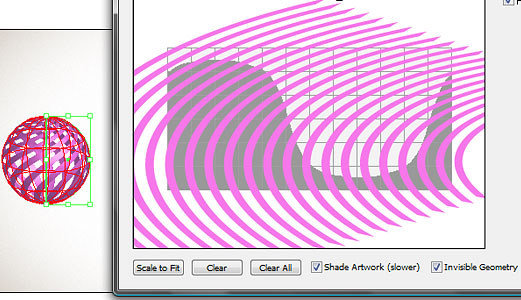 Scale to Fit Clear Clear All Shade Artwork (slower) Invisible Geometry